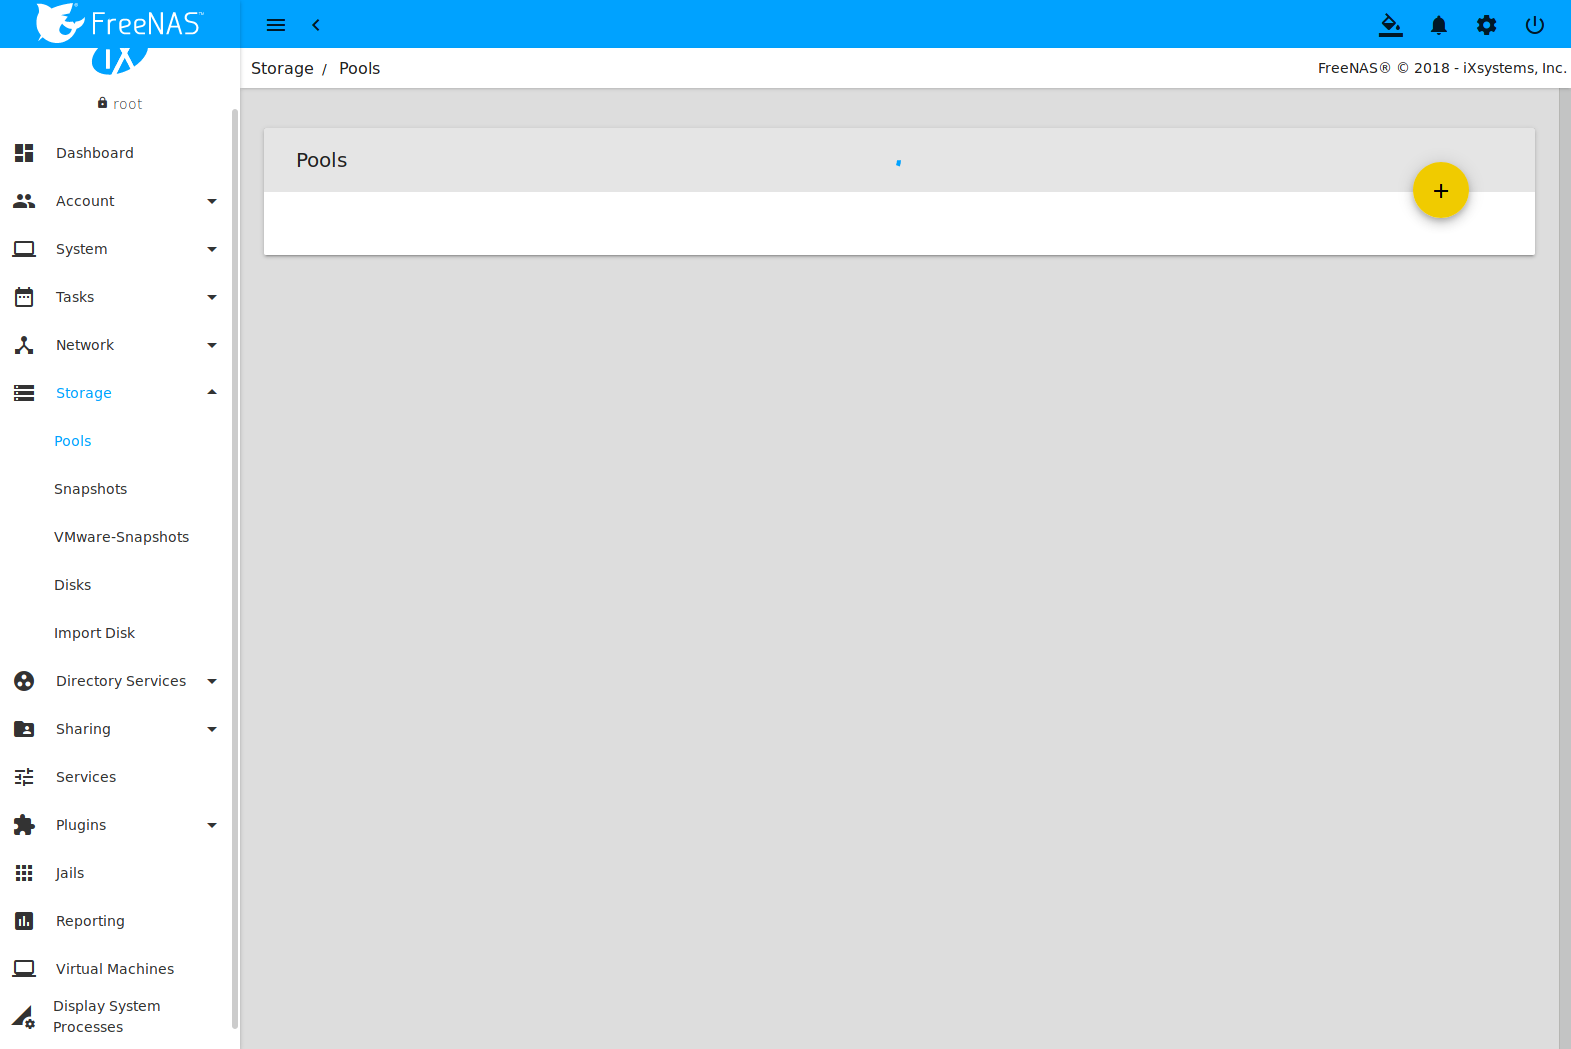 FreeNAS™
Storage / Pools
FreeNAS® © 2018 - iXsystems, Inc.
iX
root
Dashboard
Account
System
Tasks
Network
Storage
Pools
Snapshots
VMware-Snapshots
Disks
Import Disk
Directory Services
Sharing
Services
Plugins
Jails
Reporting
Virtual Machines
Display System
Processes
Pools